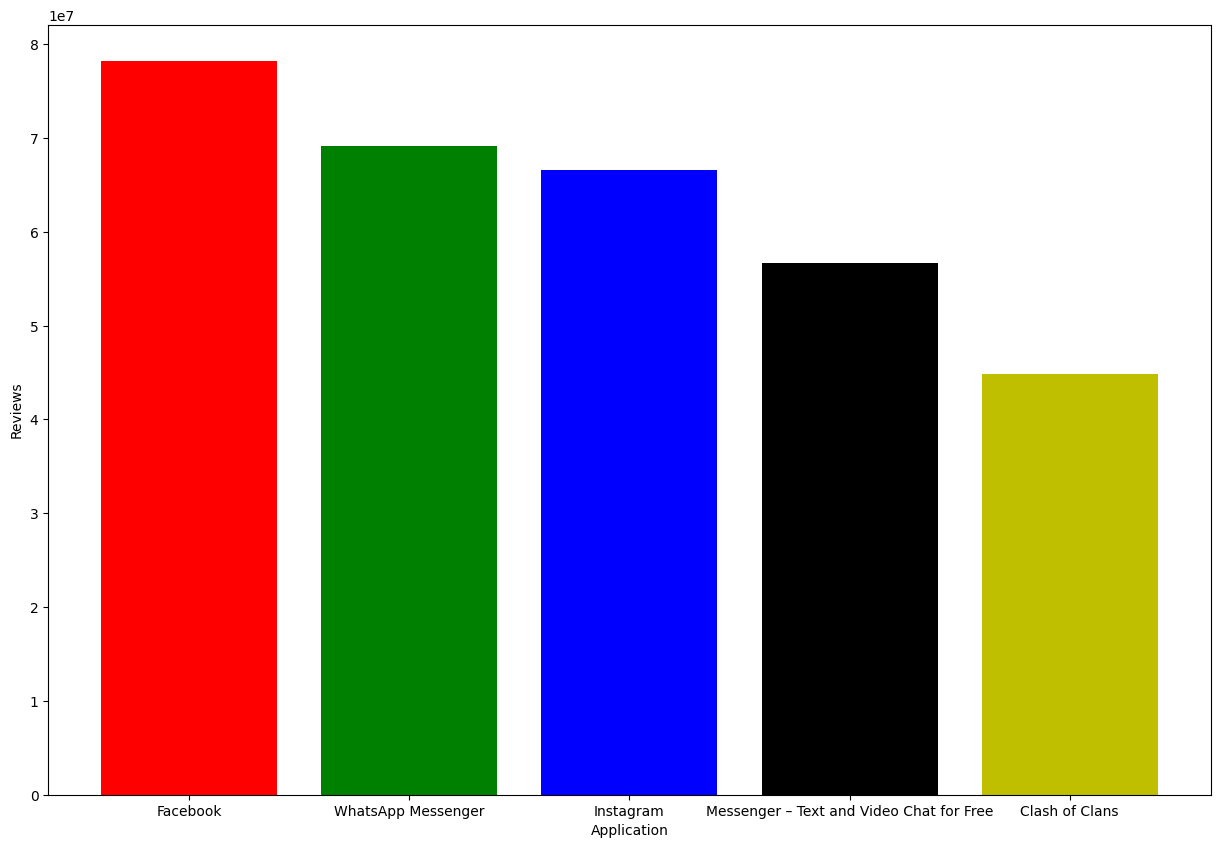 1e7
8
7
6
5
4
3
2
1
0
Reviews
Facebook WhatsApp Messenger Instagram Messenger – Text and Video Chat for Free Clash of Clans
Application